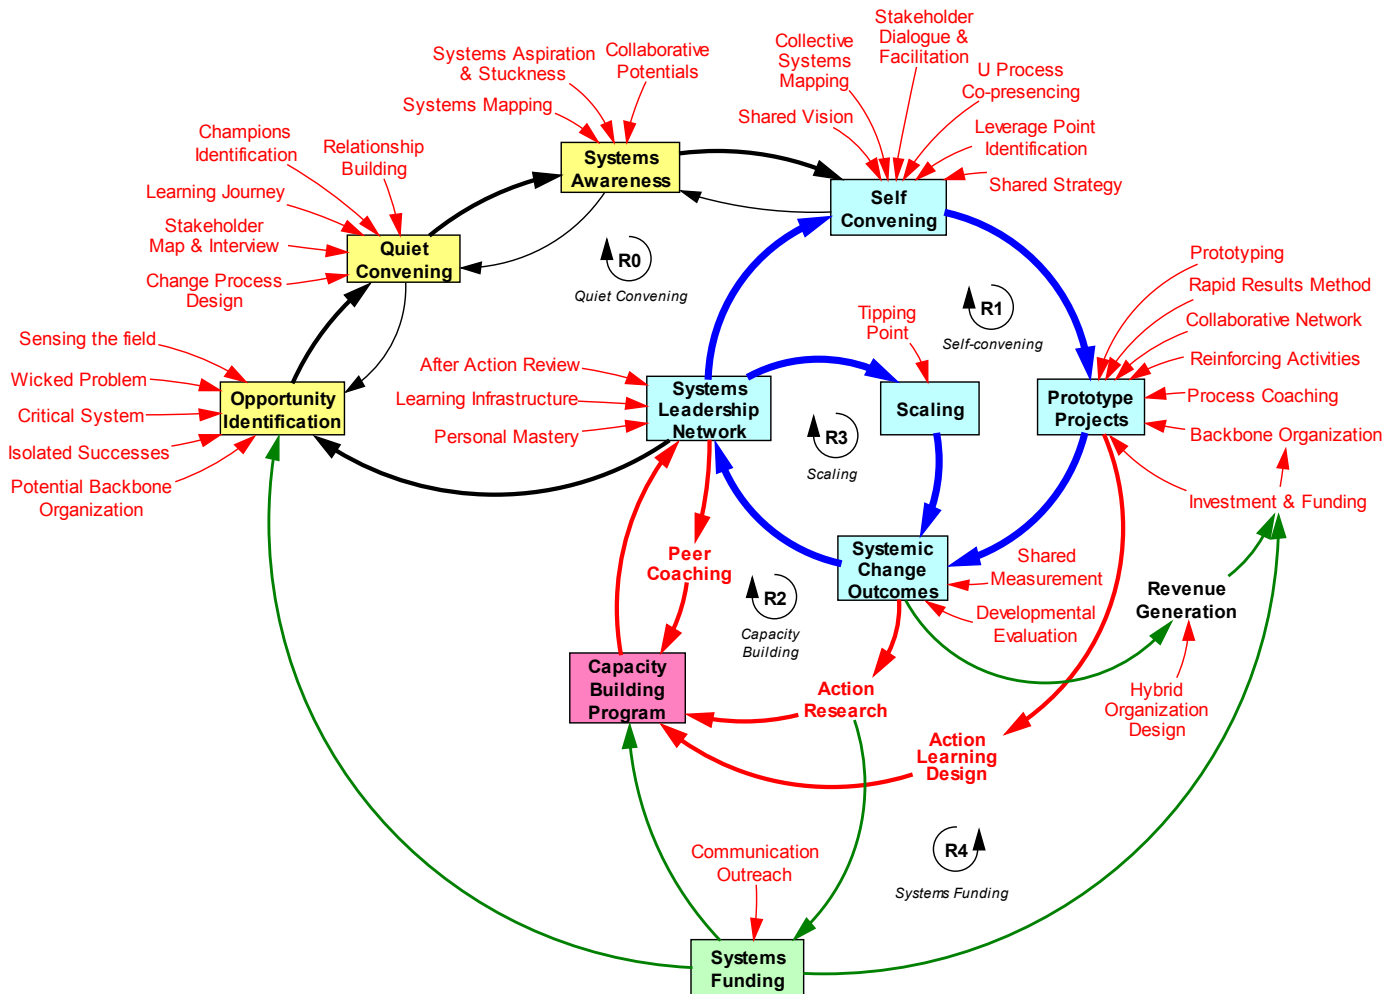 Systems Aspiration
& Stuckness
Collaborative
Potentials
Systems Mapping
Collective
Systems
Mapping
Stakeholder
Dialogue &
Facilitation
U Process
Co-presencing
Shared Vision
Leverage Point
Identification
Shared Strategy
Champions
Identification
Relationship
Building
Learning Journey
Stakeholder
Map & Interview
Change Process
Design
Systems
Awareness
Self
Convening
Quiet
Convening
R0
Quiet Convening
R1
Self-convening
Prototyping
Rapid Results Method
Collaborative Network
Reinforcing Activities
Process Coaching
Backbone Organization
Investment & Funding
Sensing the field
Wicked Problem
Critical System
Isolated Successes
Potential Backbone
Organization
Opportunity
Identification
After Action Review
Learning Infrastructure
Personal Mastery
Systems
Leadership
Network
Tipping
Point
Scaling
R3
Scaling
Prototype
Projects
Peer
Coaching
R2
Capacity
Building
Systemic
Change
Outcomes
Shared
Measurement
Developmental
Evaluation
Revenue
Generation
Hybrid
Organization
Design
Capacity
Building
Program
Action
Research
Action
Learning
Design
R4
Systems Funding
Communication
Outreach
Systems
Funding